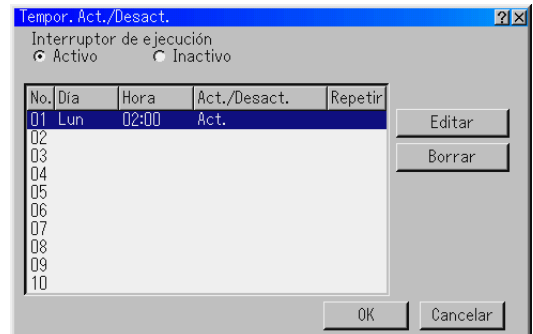 Tempor. Act./Desact.
Interruptor de ejecución
Activo Inactivo
No. Día Hora Act./Desact. Repetir
01 Lun 02:00 Act.
02
03
04
05
06
07
08
09
10
Editar
Borrar
OK Cancelar